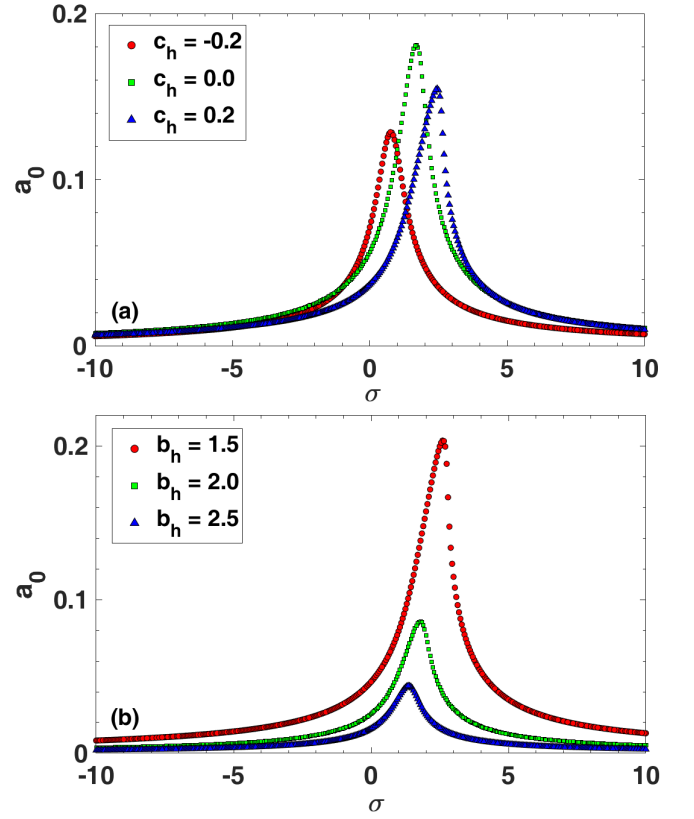 0.2
c_h = -0.2
c_h = 0.0
c_h = 0.2
a_0
0.1
(a)
0
-10 -5 0 5 10
σ
0.2
b_h = 1.5
b_h = 2.0
b_h = 2.5
a_0
0.1
(b)
0
-10 -5 0 5 10
σ